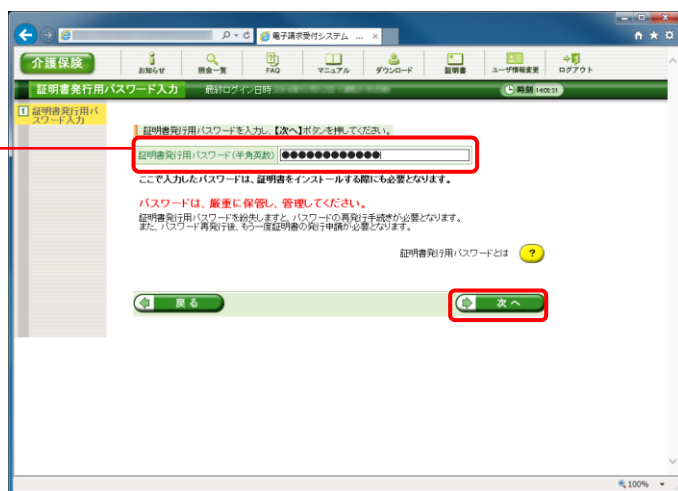 電子請求受付システム ...
介護保険
お知らせ
照会一覧
FAQ
マニュアル
ダウンロード
証明書
ユーザ情報変更
ログアウト
証明書発行用パスワード入力
最終ログイン日時
時刻 14:03:21
1 証明書発行用パ
スワード入力
証明書発行用パスワードを入力し、【次へ】ボタンを押してください。
証明書発行用パスワード(半角英数) ●●●●●●●●●●●●
ここで入力したパスワードは、証明書をインストールする際にも必要となります。
パスワードは、厳重に保管し、管理してください。
証明書発行用パスワードを紛失しますと、パスワードの再発行手続きが必要となります。
また、パスワード再発行後、もう一度証明書の発行申請が必要となります。
証明書発行用パスワードとは ?
戻る
次へ
100%